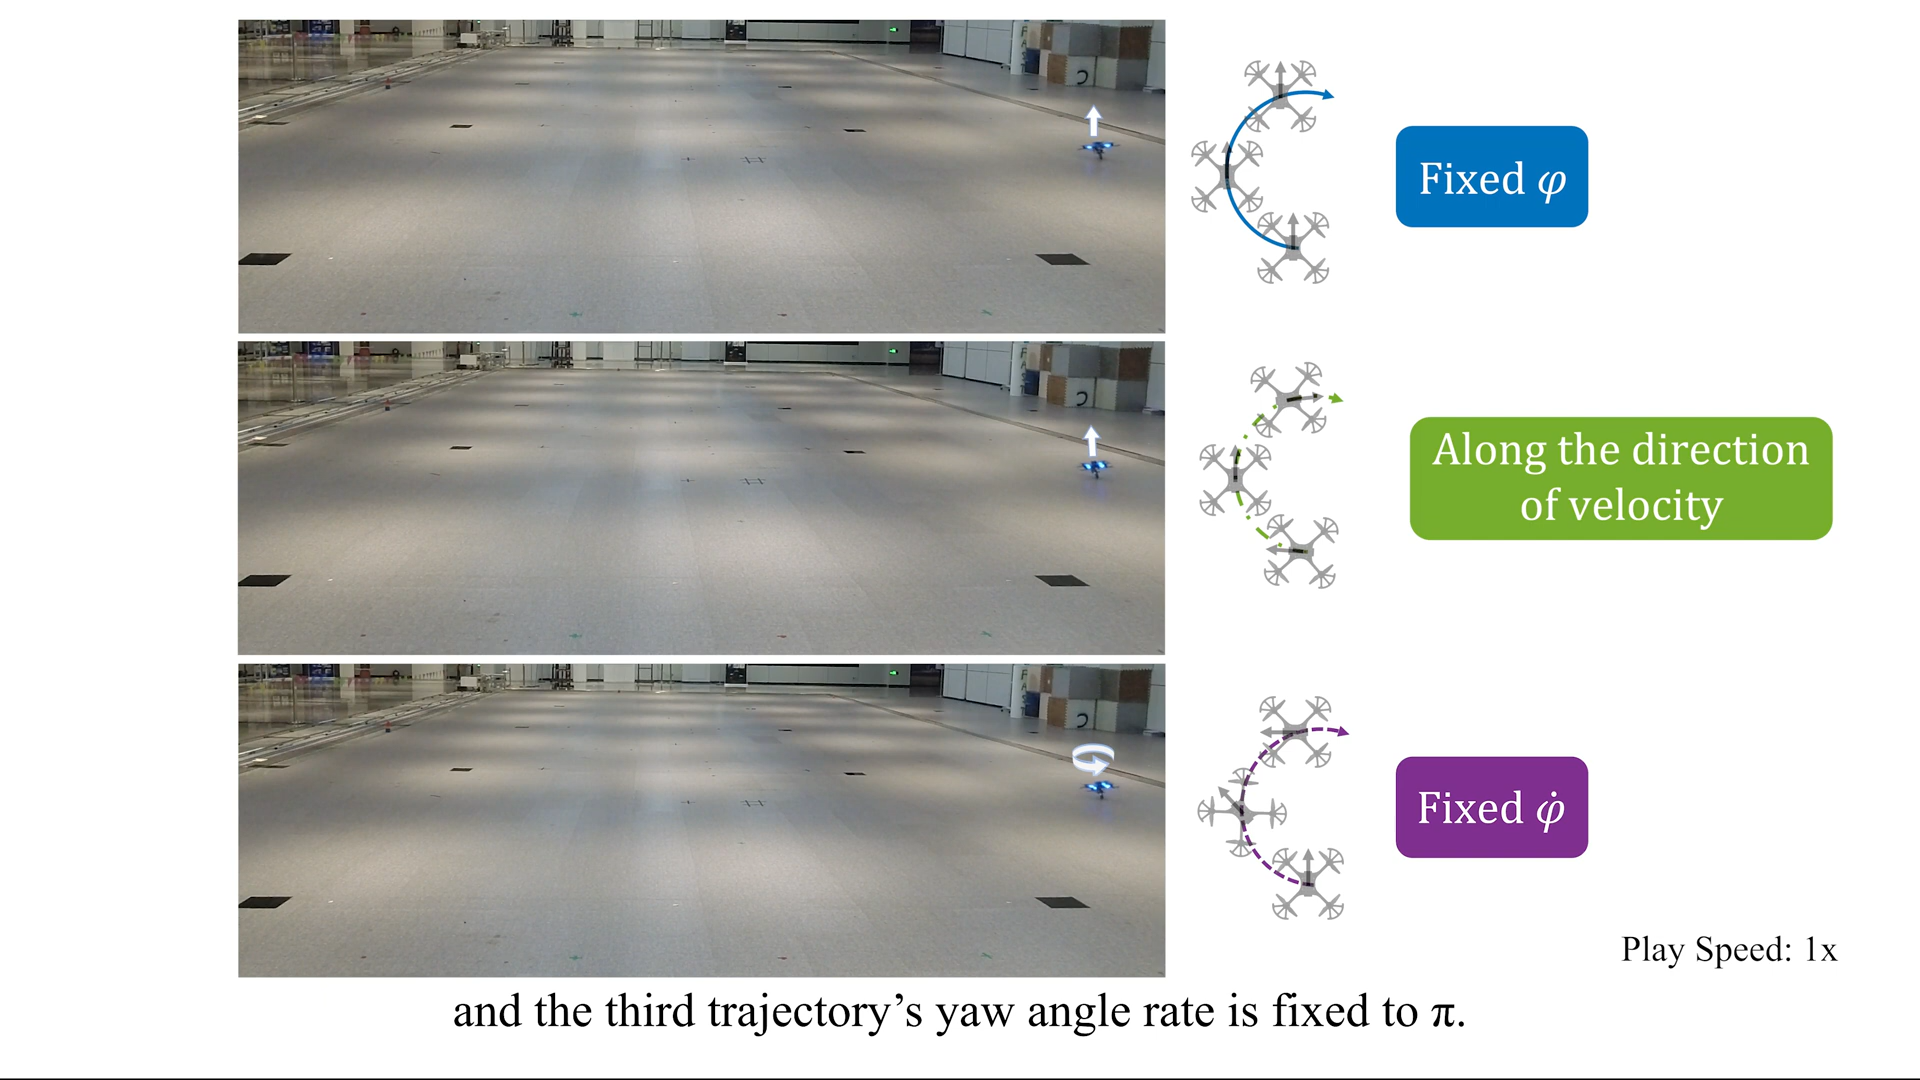 Fixed φ
Along the direction
of velocity
Fixed φ̇
Play Speed: 1x
and the third trajectory’s yaw angle rate is fixed to π.